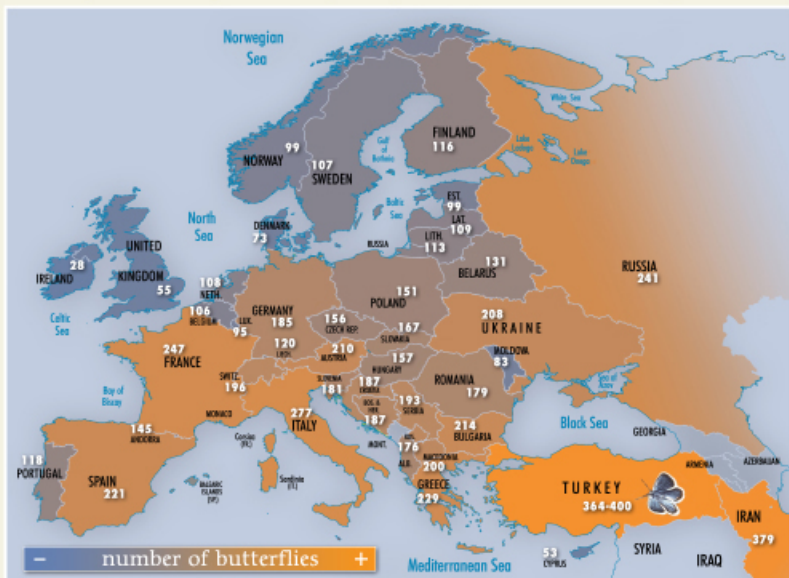 Norwegian
Sea
White Sea
Lake
Ladoga
Lake
Onega
FINLAND
116
Gulf
of
Bothnia
NORWAY
99
107
SWEDEN
EST.
99
LAT.
109
LITH.
113
Baltic
Sea
North
Sea
DENMARK
73
RUSSIA
BELARUS
131
RUSSIA
241
UNITED
KINGDOM
55
IRELAND
28
Celtic
Sea
108
NETH.
106
BELGIUM
LUX.
95
GERMANY
185
151
POLAND
156
CZECH REP.
167
SLOVAKIA
208
UKRAINE
MOLDOVA
83
247
FRANCE
120
LIECH.
210
AUSTRIA
157
HUNGARY
SWITZ.
196
SLOVENIA
181
187
CROATIA
ROMANIA
179
Sea of
Azov
Bay of
Biscay
MONACO
277
ITALY
BOS. &
HER.
187
193
SERBIA
214
BULGARIA
Black Sea
GEORGIA
ARMENIA
AZERBAIJAN
145
ANDORRA
Corsica
(FR.)
Sardinia
(IT.)
MONT.
KOS.
176
ALB.
MACEDONIA
200
GREECE
229
118
PORTUGAL
SPAIN
221
BALEARIC
ISLANDS
(SP.)
TURKEY
364-400
IRAN
379
53
CYPRUS
SYRIA
IRAQ
Mediterranean Sea
– number of butterflies +